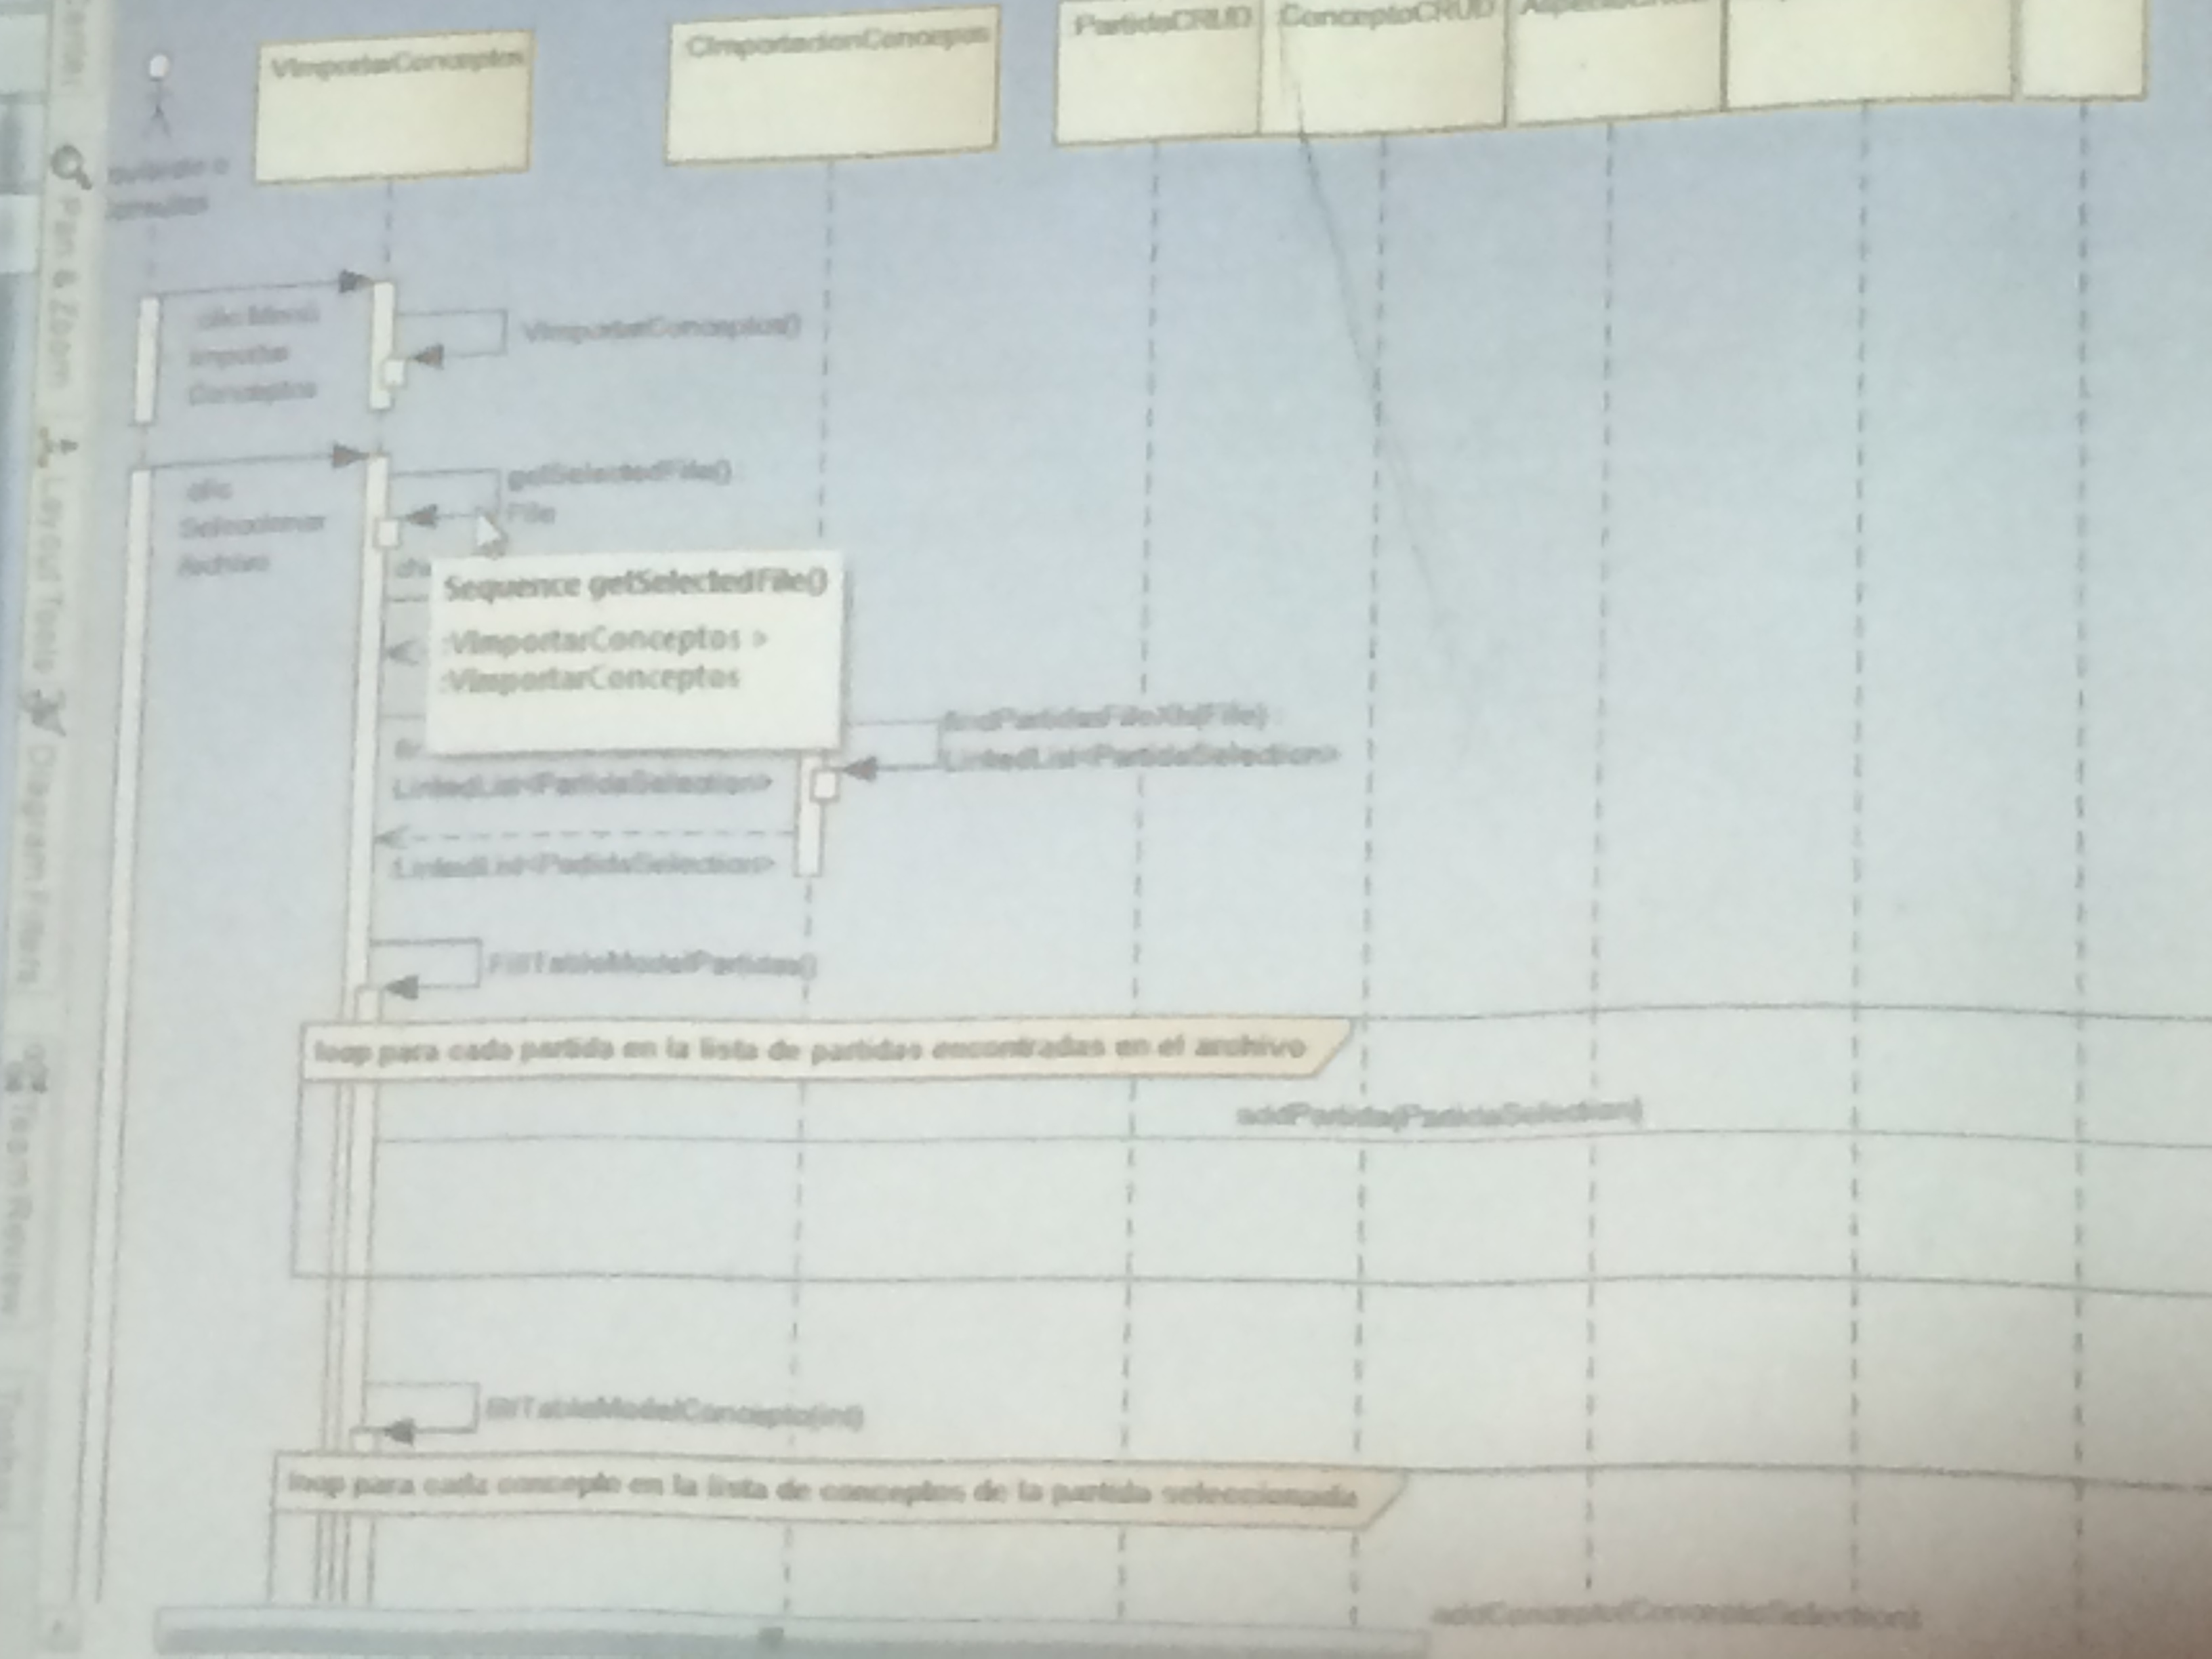 VImportarConceptos
CImportacionConceptos
PartidaCRUD
ConceptoCRUD
Pan & Zoom
Layout Tools
Diagram Filters
Team Review
clic Menú
Importar
Conceptos
VImportarConceptos()
clic
Seleccionar
Archivo
getSelectedFile()
File
Sequence getSelectedFile()
:VImportarConceptos >
:VImportarConceptos
findPartidasFileXls(File)
LinkedList<PartidaSelection>
LinkedList<PartidaSelection>
LinkedList<PartidaSelection>
FillTableModelPartidas()
loop para cada partida en la lista de partidas encontradas en el archivo
addPartida(PartidaSelection)
fillTableModelConcepto(int)
loop para cada concepto en la lista de conceptos de la partida seleccionada
addConcepto(ConceptoSelection)